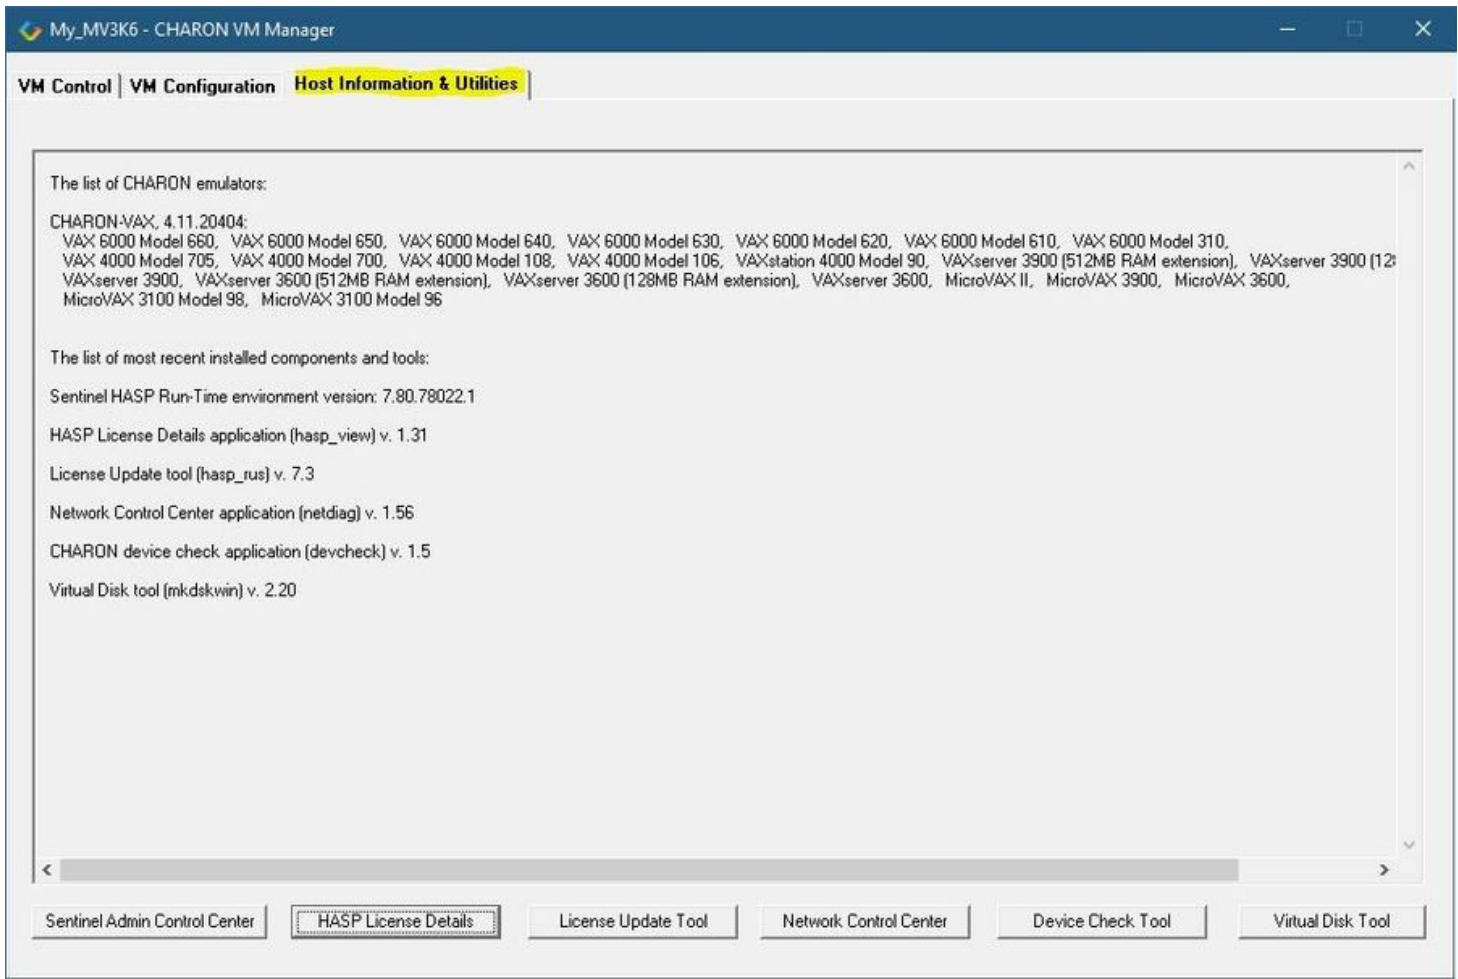 My_MV3K6 - CHARON VM Manager
VM Control VM Configuration Host Information & Utilities
The list of CHARON emulators:
CHARON-VAX, 4.11.20404:
VAX 6000 Model 660, VAX 6000 Model 650, VAX 6000 Model 640, VAX 6000 Model 630, VAX 6000 Model 620, VAX 6000 Model 610, VAX 6000 Model 310,
VAX 4000 Model 705, VAX 4000 Model 700, VAX 4000 Model 108, VAX 4000 Model 106, VAXstation 4000 Model 90, VAXserver 3900 (512MB RAM extension), VAXserver 3900 (128
VAXserver 3900, VAXserver 3600 (512MB RAM extension), VAXserver 3600 (128MB RAM extension), VAXserver 3600, MicroVAX II, MicroVAX 3900, MicroVAX 3600,
MicroVAX 3100 Model 98, MicroVAX 3100 Model 96
The list of most recent installed components and tools:
Sentinel HASP Run-Time environment version: 7.80.78022.1
HASP License Details application (hasp_view) v. 1.31
License Update tool (hasp_rus) v. 7.3
Network Control Center application (netdiag) v. 1.56
CHARON device check application (devcheck) v. 1.5
Virtual Disk tool (mkdskwin) v. 2.20
Sentinel Admin Control Center HASP License Details License Update Tool Network Control Center Device Check Tool Virtual Disk Tool